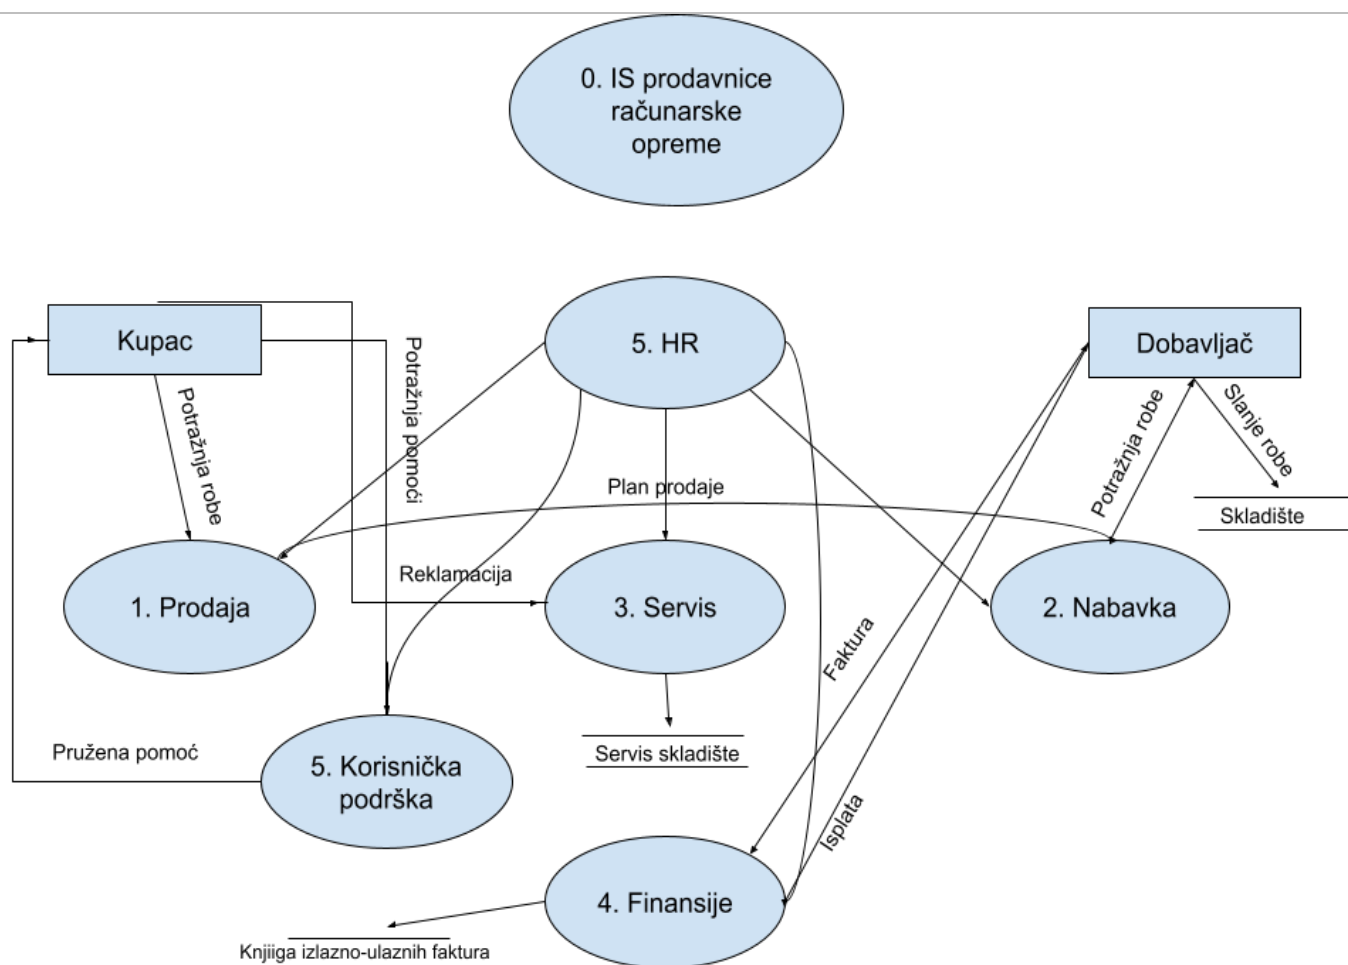 0. IS prodavnice
računarske
opreme
Kupac
5. HR
Dobavljač
Potražnja robe
Potražnja pomoći
Potražnja robe
Slanje robe
Plan prodaje
Skladište
Reklamacija
1. Prodaja
3. Servis
2. Nabavka
Faktura
Pružena pomoć
5. Korisnička
podrška
Servis skladište
Isplata
4. Finansije
Knjiiga izlazno-ulaznih faktura